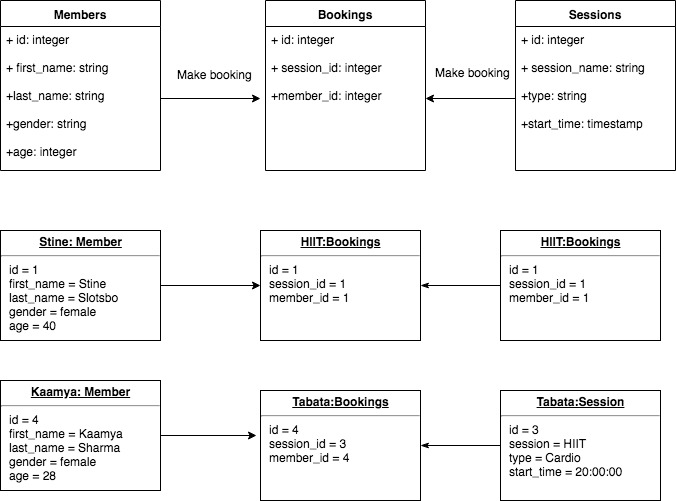 Members
+ id: integer
+ first_name: string
+last_name: string
+gender: string
+age: integer
Make booking
Bookings
+ id: integer
+ session_id: integer
+member_id: integer
Make booking
Sessions
+ id: integer
+ session_name: string
+type: string
+start_time: timestamp
Stine: Member
id = 1
first_name = Stine
last_name = Slotsbo
gender = female
age = 40
HIIT:Bookings
id = 1
session_id = 1
member_id = 1
HIIT:Bookings
id = 1
session_id = 1
member_id = 1
Kaamya: Member
id = 4
first_name = Kaamya
last_name = Sharma
gender = female
age = 28
Tabata:Bookings
id = 4
session_id = 3
member_id = 4
Tabata:Session
id = 3
session = HIIT
type = Cardio
start_time = 20:00:00